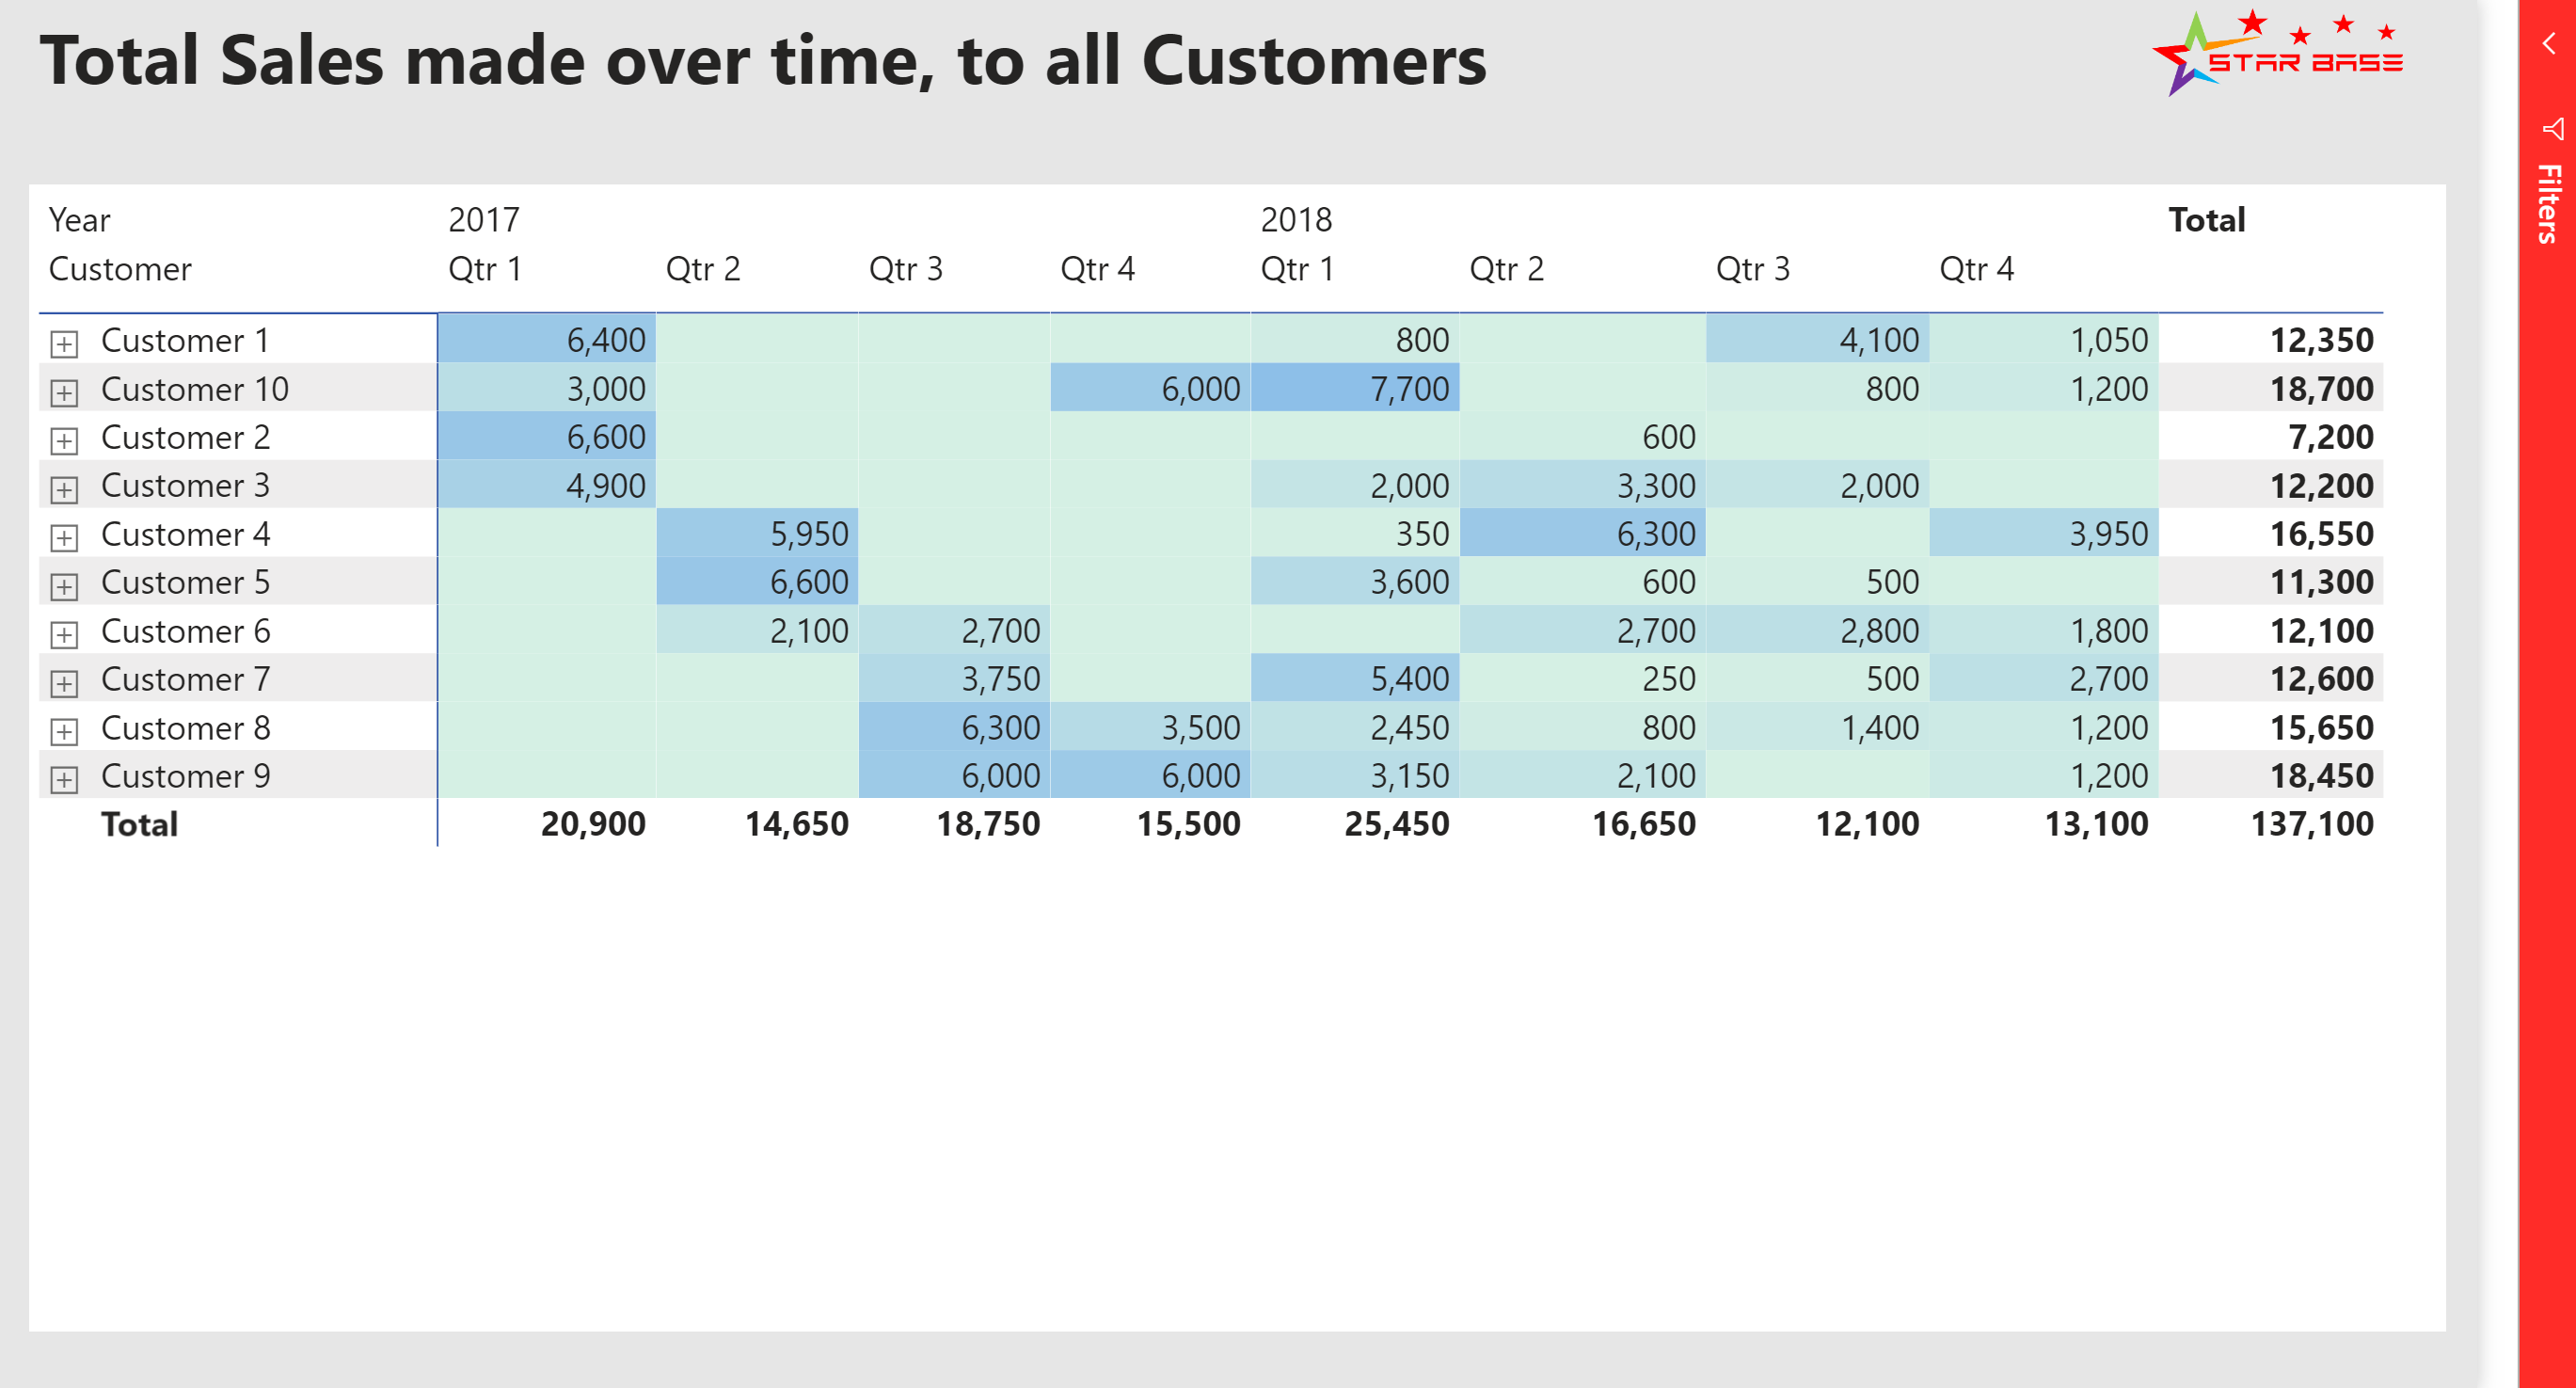 Total Sales made over time, to all Customers
STAR BASE
Filters
Year 2017 2018 Total
Customer Qtr 1 Qtr 2 Qtr 3 Qtr 4 Qtr 1 Qtr 2 Qtr 3 Qtr 4
Customer 1 6,400 800 4,100 1,050 12,350
Customer 10 3,000 6,000 7,700 800 1,200 18,700
Customer 2 6,600 600 7,200
Customer 3 4,900 2,000 3,300 2,000 12,200
Customer 4 5,950 350 6,300 3,950 16,550
Customer 5 6,600 3,600 600 500 11,300
Customer 6 2,100 2,700 2,700 2,800 1,800 12,100
Customer 7 3,750 5,400 250 500 2,700 12,600
Customer 8 6,300 3,500 2,450 800 1,400 1,200 15,650
Customer 9 6,000 6,000 3,150 2,100 1,200 18,450
Total 20,900 14,650 18,750 15,500 25,450 16,650 12,100 13,100 137,100